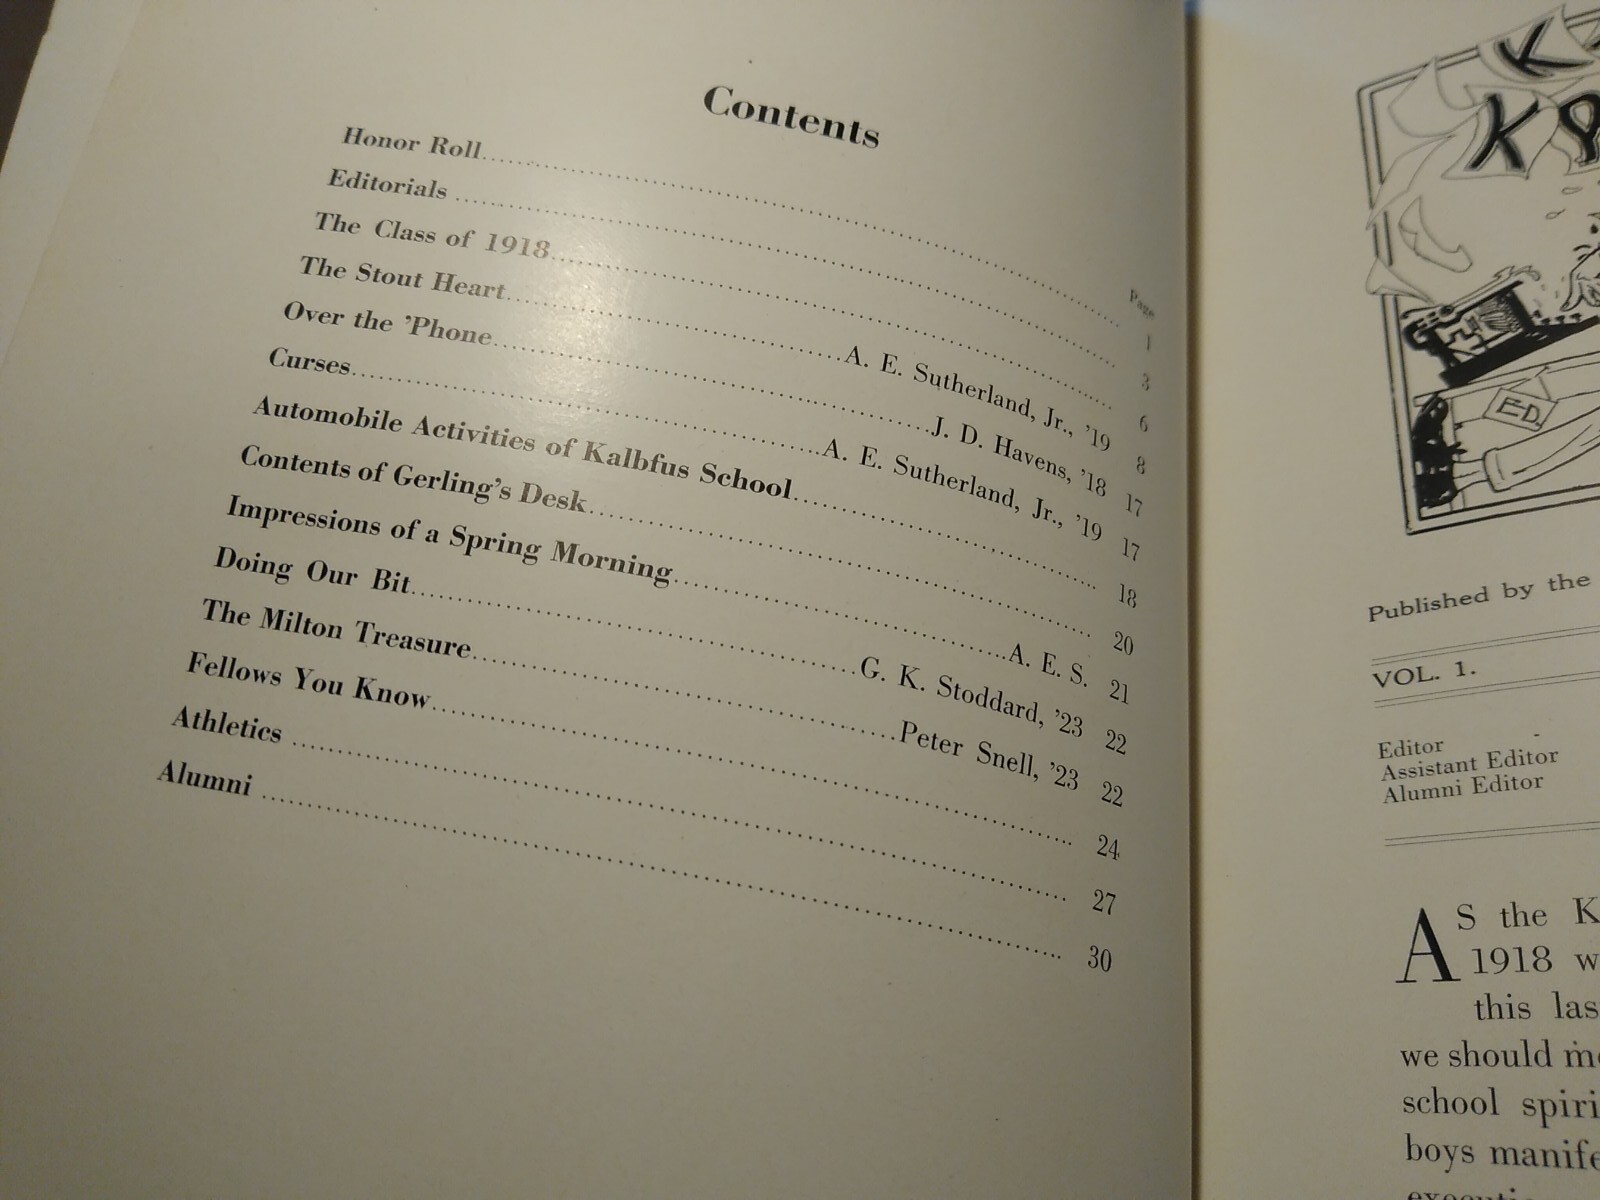 Contents
Page
Honor Roll 1
Editorials 3
The Class of 1918 6
The Stout Heart A. E. Sutherland, Jr., '19 8
Over the 'Phone J. D. Havens, '18 17
Curses A. E. Sutherland, Jr., '19 17
Automobile Activities of Kalbfus School 18
Contents of Gerling's Desk 20
Impressions of a Spring Morning A. E. S. 21
Doing Our Bit G. K. Stoddard, '23 22
The Milton Treasure Peter Snell, '23 22
Fellows You Know 24
Athletics 27
Alumni 30
K
KY
ED.
Published by the
VOL. 1.
Editor
Assistant Editor
Alumni Editor
AS the K
1918 w
this las
we should
school spiri
boys manife